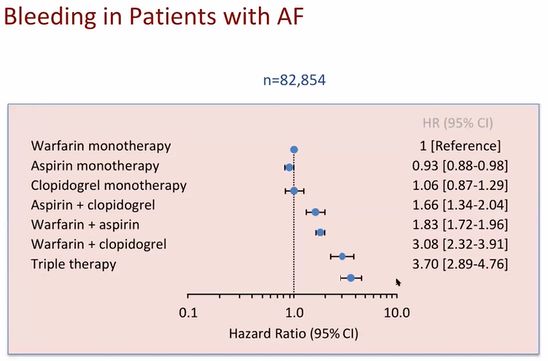 Bleeding in Patients with AF
n=82,854
HR (95% CI)
Warfarin monotherapy 1 [Reference]
Aspirin monotherapy 0.93 [0.88-0.98]
Clopidogrel monotherapy 1.06 [0.87-1.29]
Aspirin + clopidogrel 1.66 [1.34-2.04]
Warfarin + aspirin 1.83 [1.72-1.96]
Warfarin + clopidogrel 3.08 [2.32-3.91]
Triple therapy 3.70 [2.89-4.76]
0.1 1.0 10.0
Hazard Ratio (95% CI)